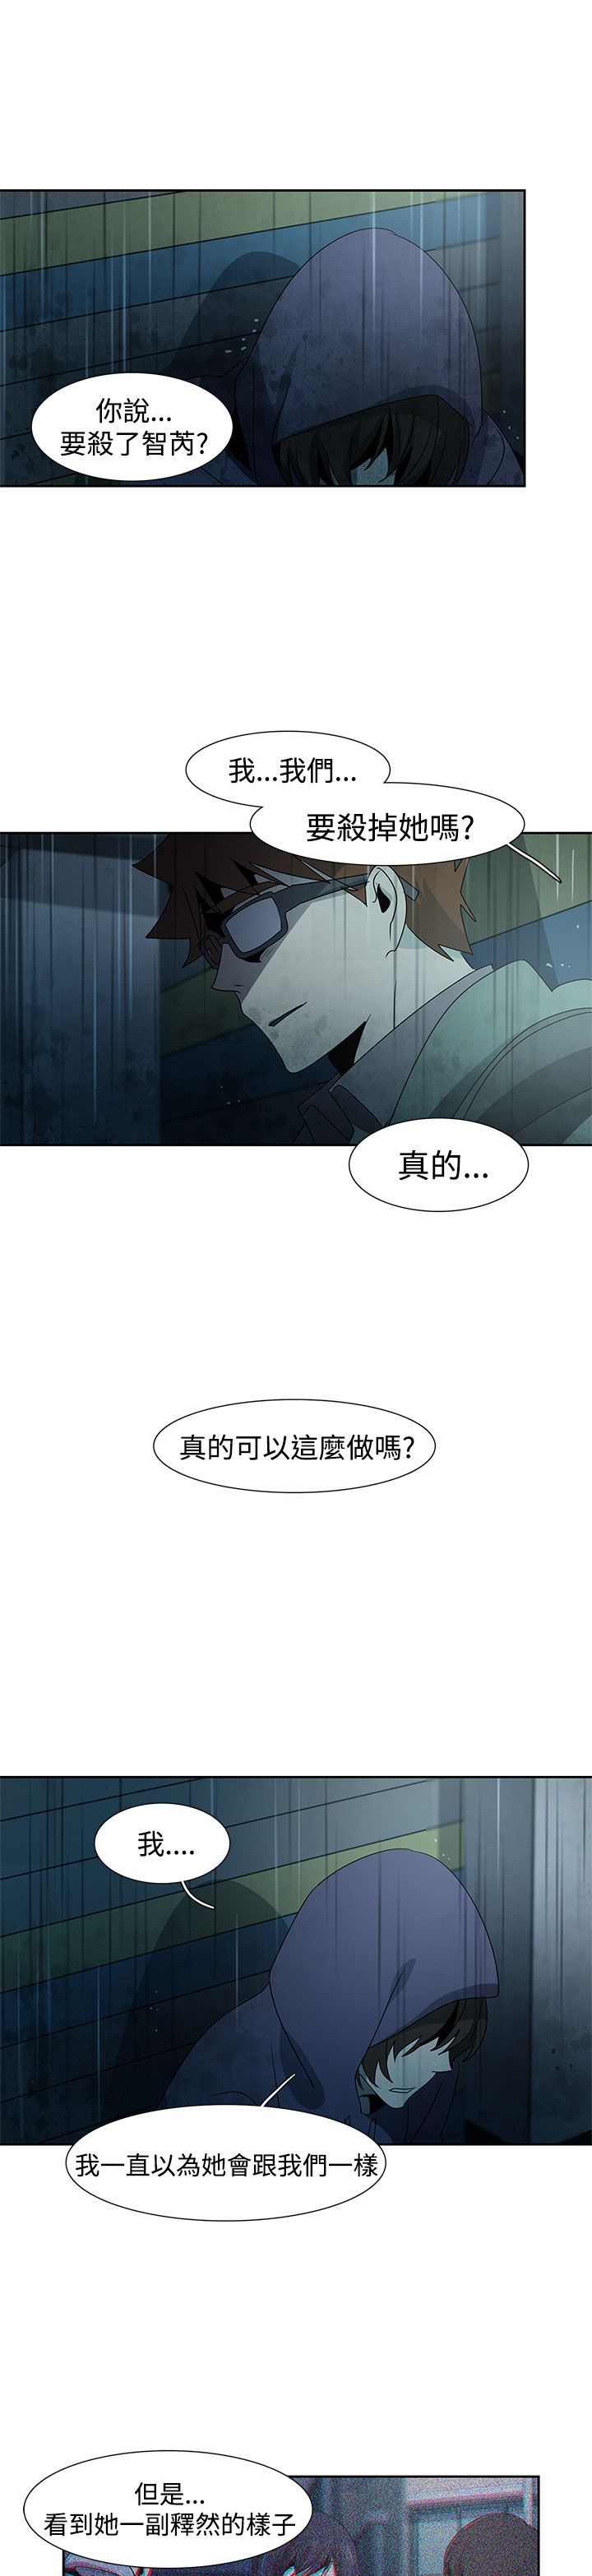 你說...
要殺了智芮?
我...我們...
要殺掉她嗎?
真的...
真的可以這麼做嗎?
我....
我一直以為她會跟我們一樣
但是...
看到她一副釋然的樣子